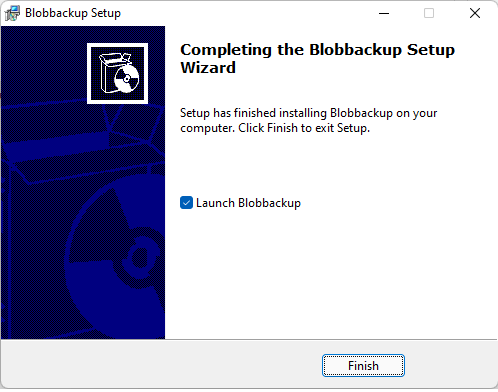 Blobbackup Setup
Completing the Blobbackup Setup
Wizard
Setup has finished installing Blobbackup on your
computer. Click Finish to exit Setup.
Launch Blobbackup
Finish